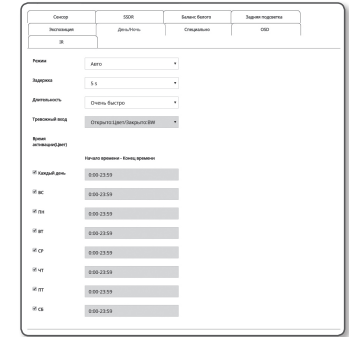 Сенсор SSDR Баланс белого Задняя подсветка
Экспозиция День/Ночь Специально OSD
IR
Режим Авто
Задержка 5 s
Длительность Очень быстро
Тревожный вход Открыто:Цвет/Закрыто:BW
Время
активации(Цвет)
Начало времени - Конец времени
Каждый день 0:00-23:59
ВС 0:00-23:59
ПН 0:00-23:59
ВТ 0:00-23:59
СР 0:00-23:59
ЧТ 0:00-23:59
ПТ 0:00-23:59
СБ 0:00-23:59